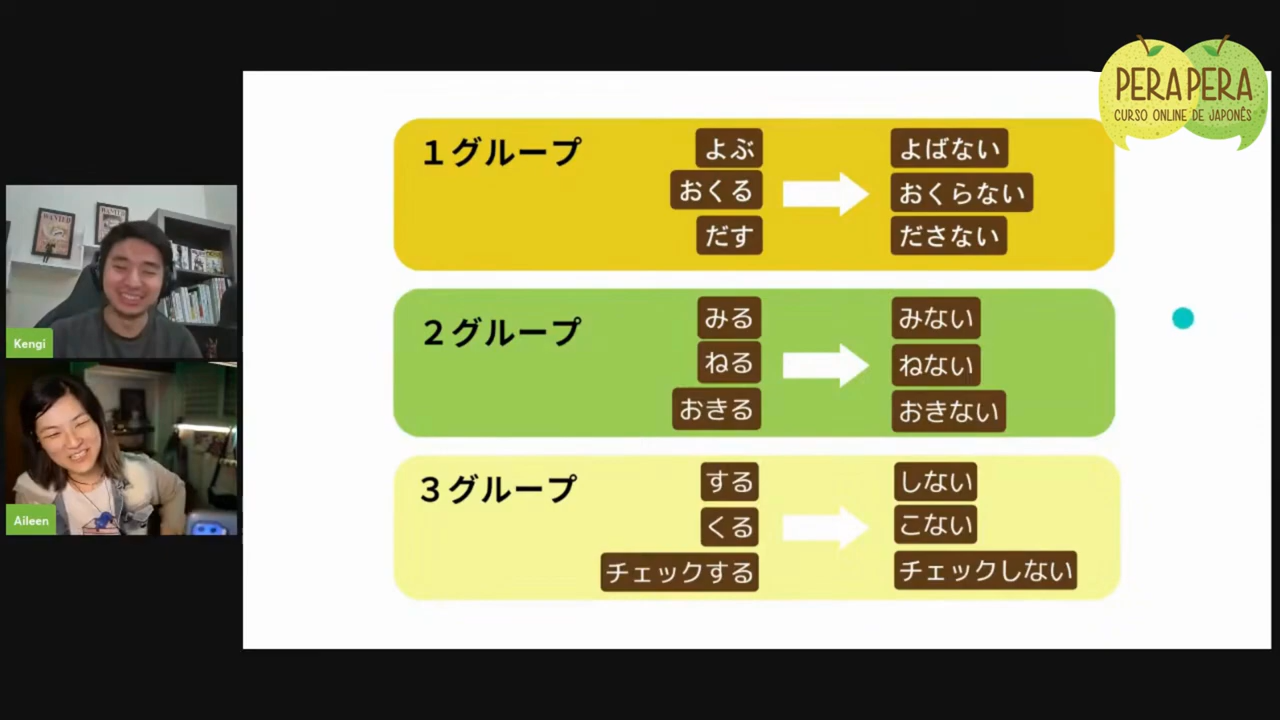 PERA PERA
CURSO ONLINE DE JAPONÊS
1グループ
よぶ
よばない
おくる
おくらない
だす
ださない
2グループ
みる
みない
ねる
ねない
おきる
おきない
3グループ
する
しない
くる
こない
チェックする
チェックしない
WANTED
WANTED
Kengi
Aileen